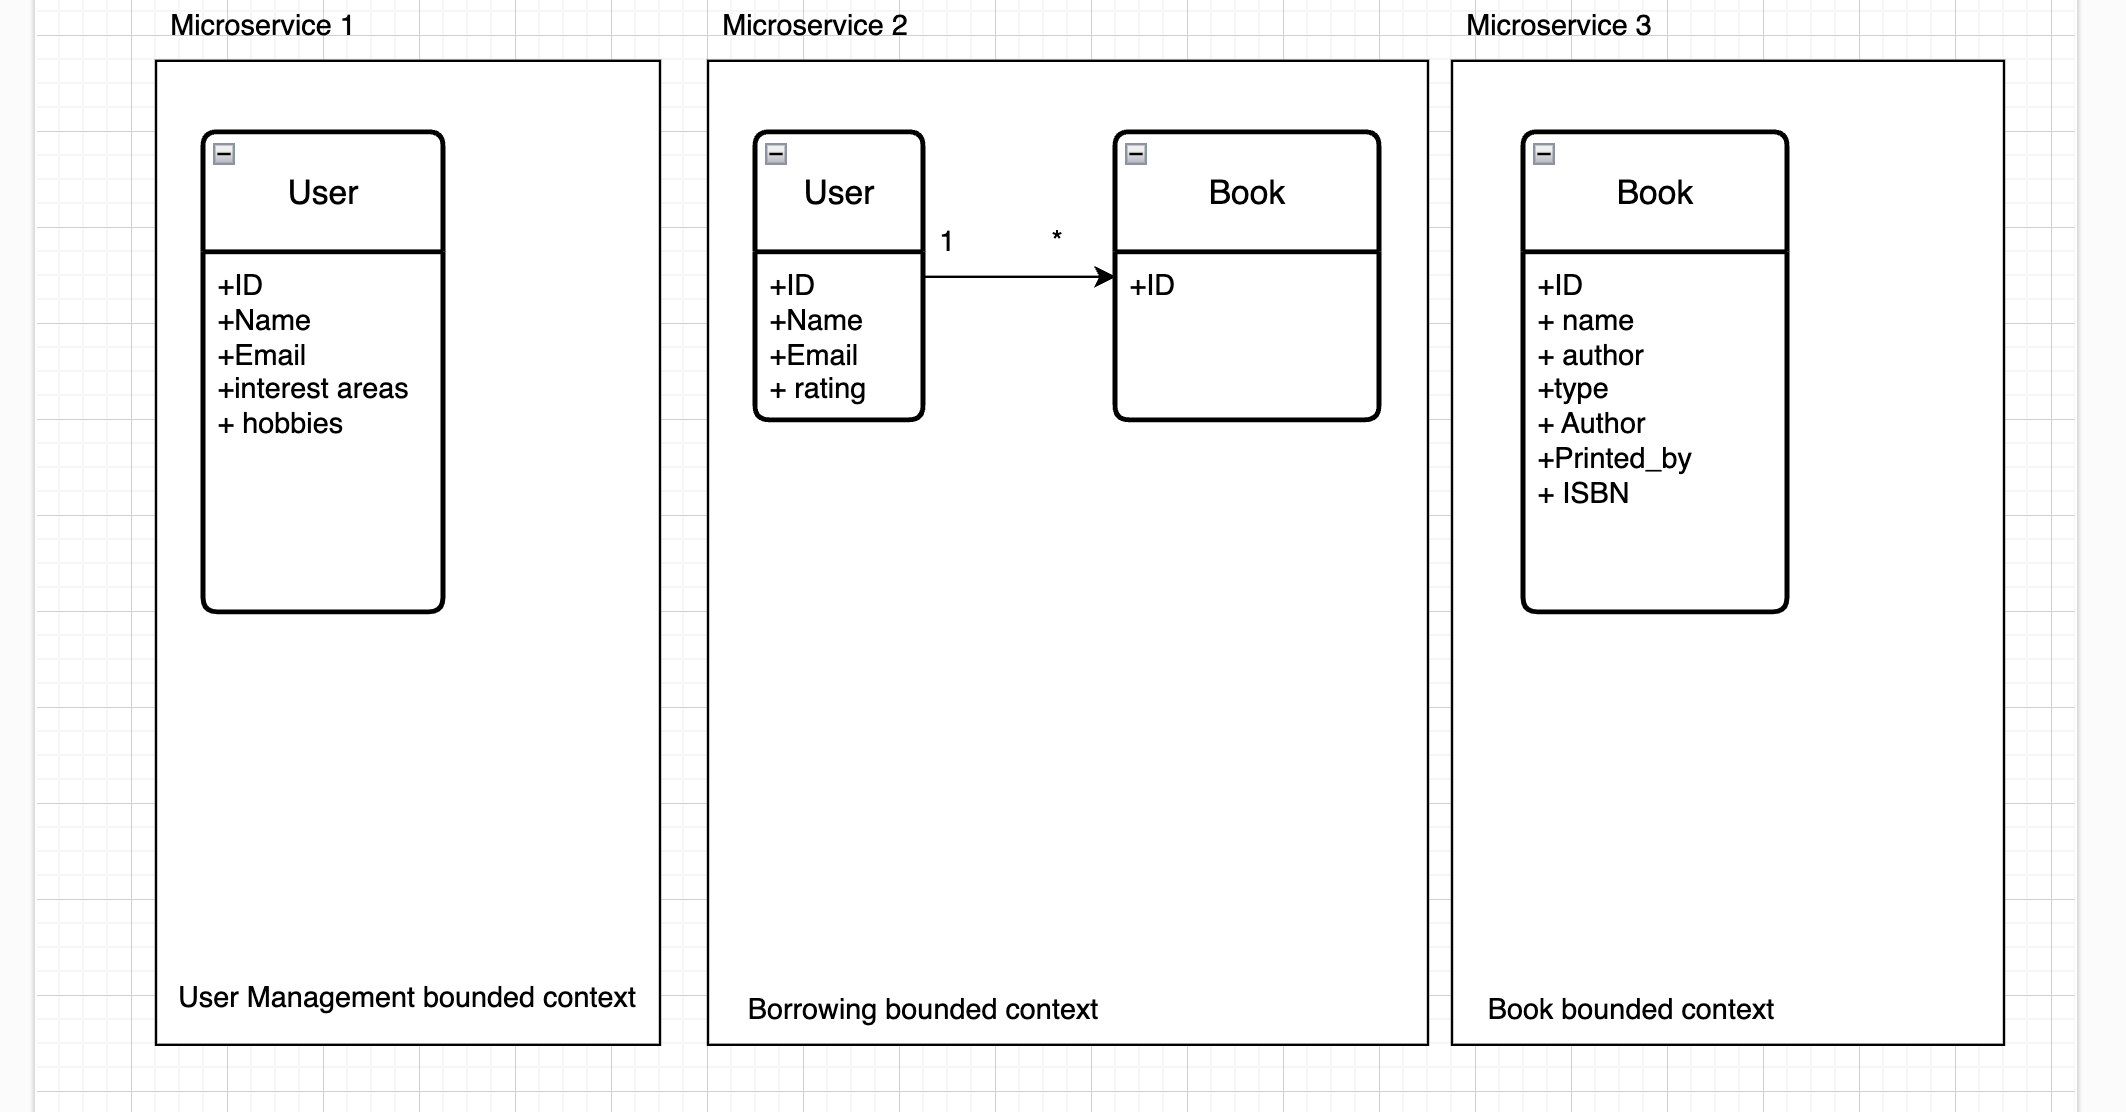 Microservice 1
User
+ID
+Name
+Email
+interest areas
+ hobbies
User Management bounded context
Microservice 2
User
+ID
+Name
+Email
+ rating
1
*
Book
+ID
Borrowing bounded context
Microservice 3
Book
+ID
+ name
+ author
+type
+ Author
+Printed_by
+ ISBN
Book bounded context